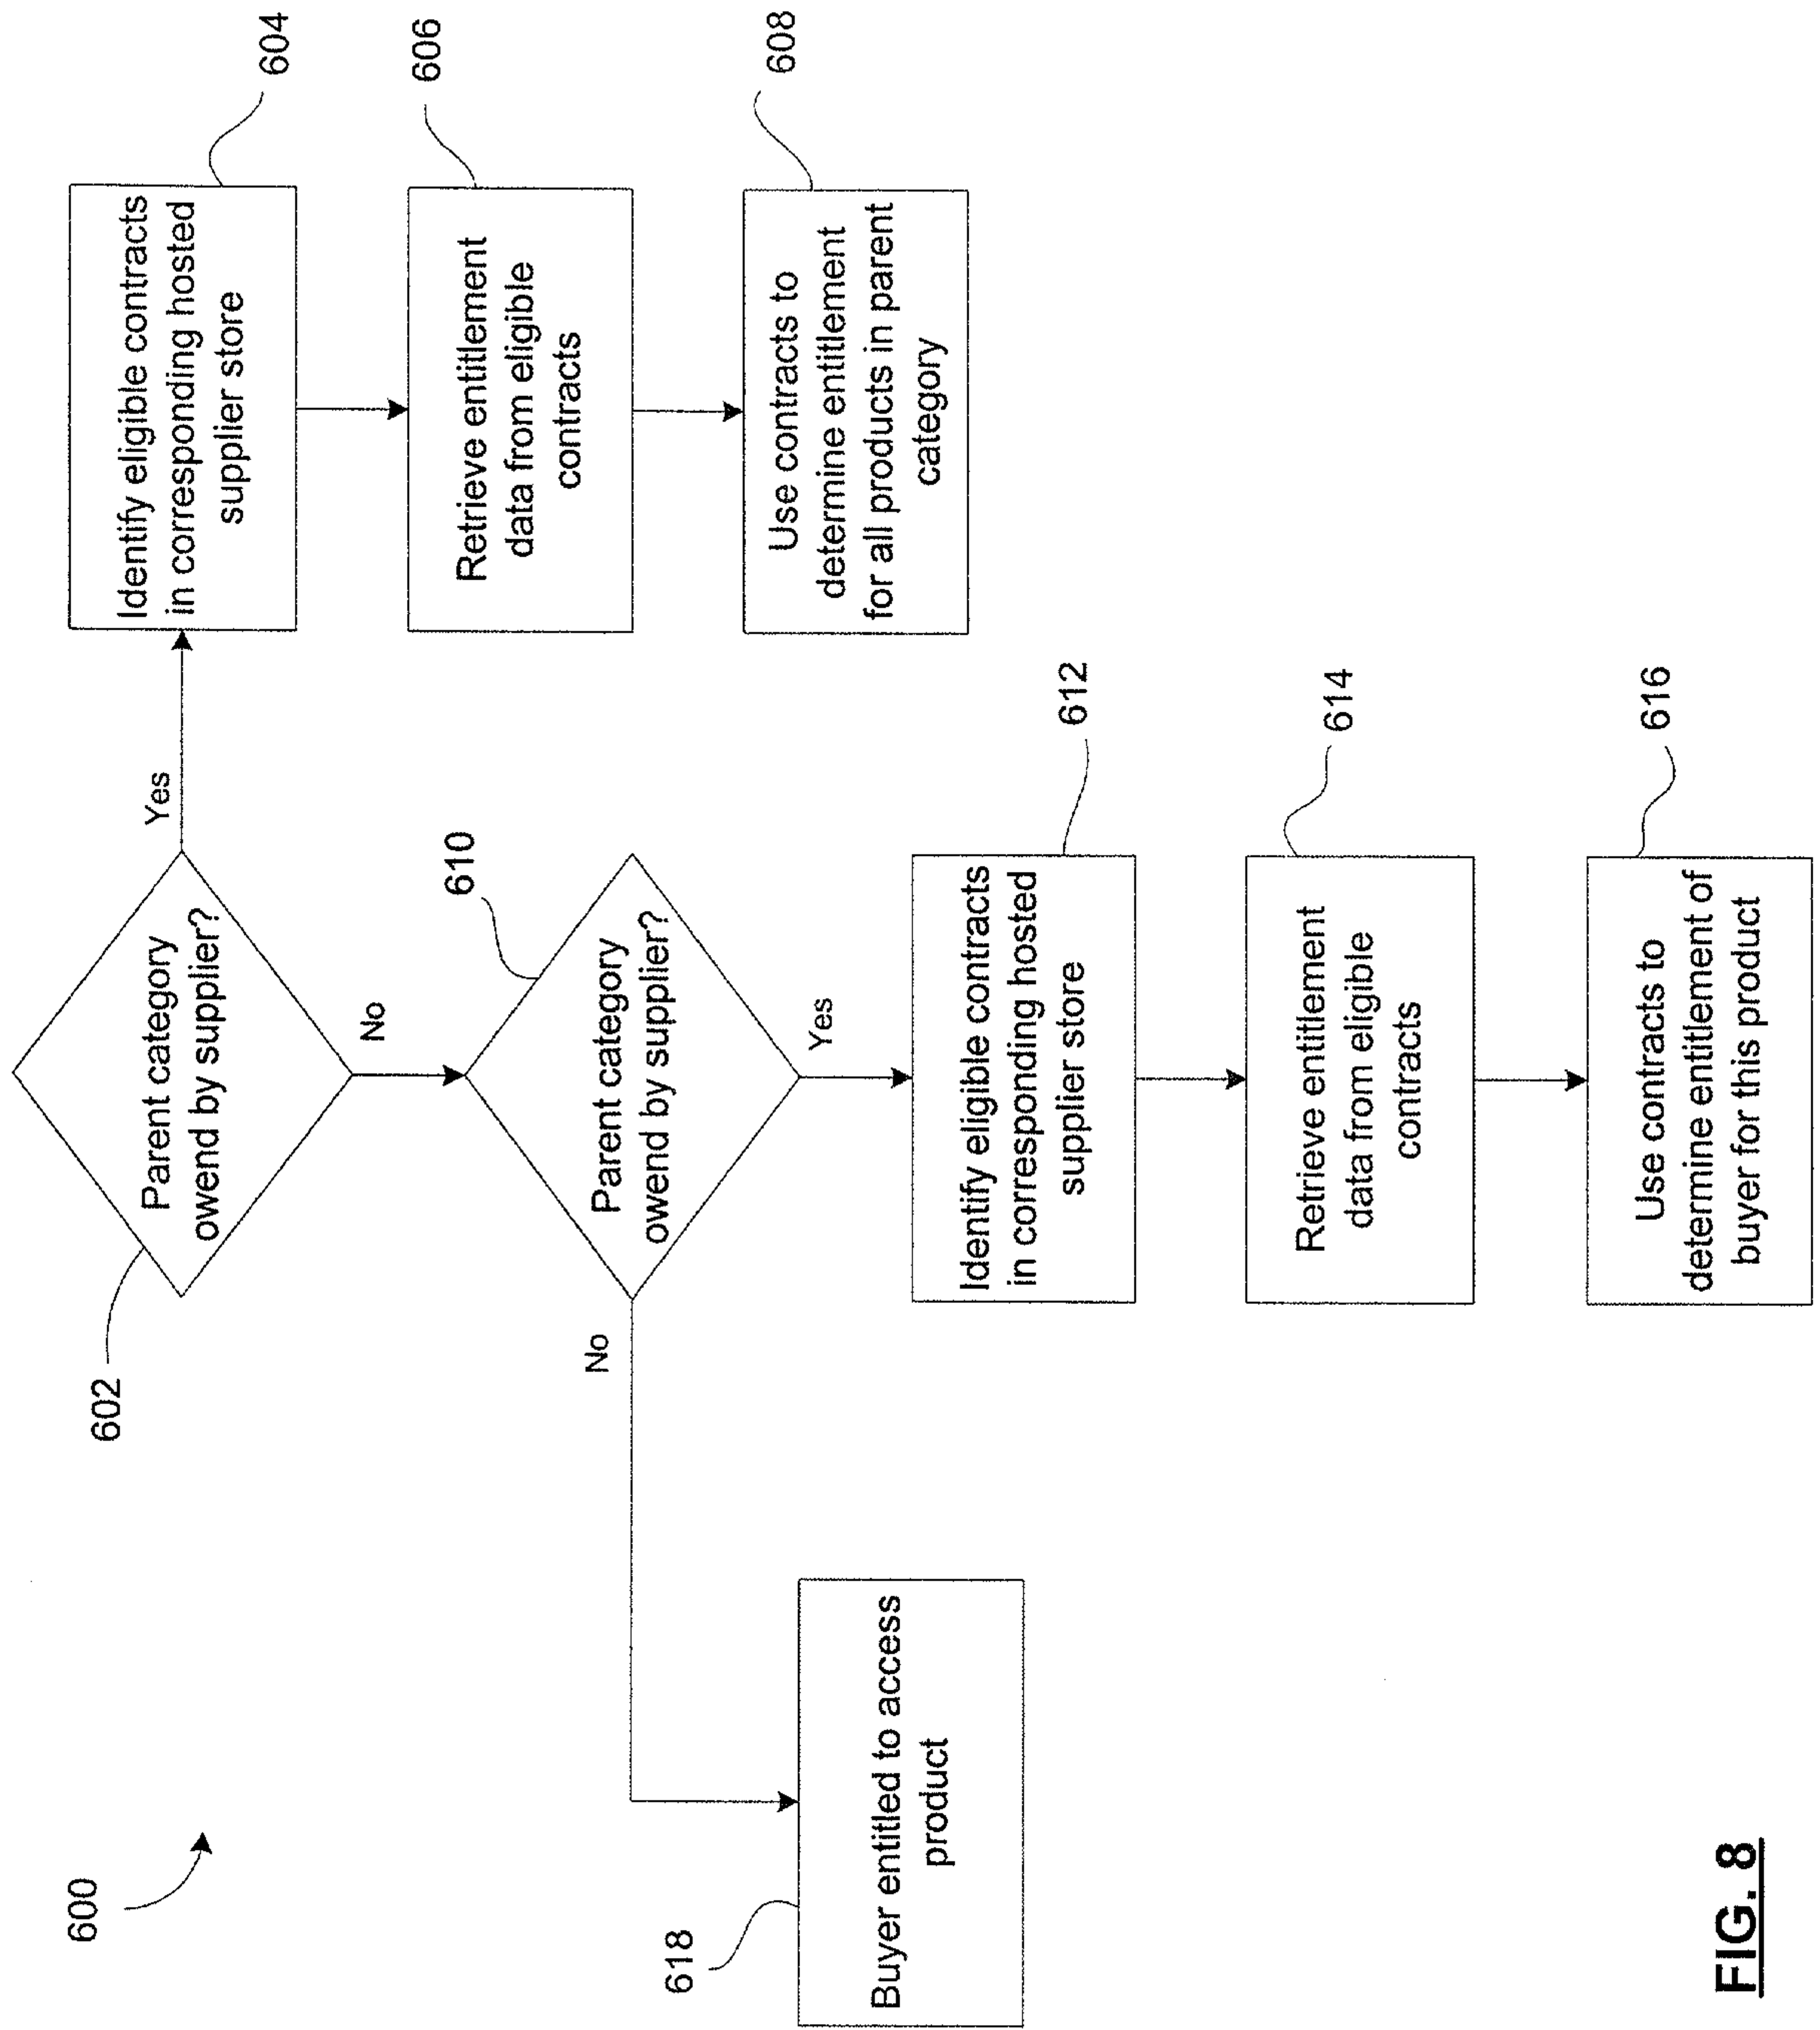 600
602
Parent category
owend by supplier?
Yes
604
Identify eligible contracts
in corresponding hosted
supplier store
606
Retrieve entitlement
data from eligible
contracts
608
Use contracts to
determine entitlement
for all products in parent
category
No
610
Parent category
owend by supplier?
Yes
612
Identify eligible contracts
in corresponding hosted
supplier store
614
Retrieve entitlement
data from eligible
contracts
616
Use contracts to
determine entitlement of
buyer for this product
No
618
Buyer entitled to access
product
FIG. 8